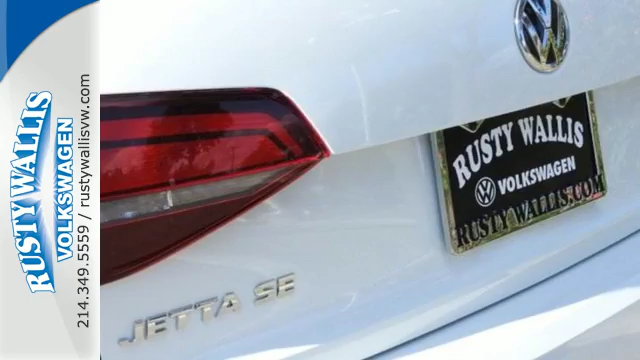 RUSTY WALLIS
VOLKSWAGEN
214.349.5559 / rustywallisvw.com
RUSTY WALLIS
VOLKSWAGEN
RUSTY WALLIS.COM
JETTA SE